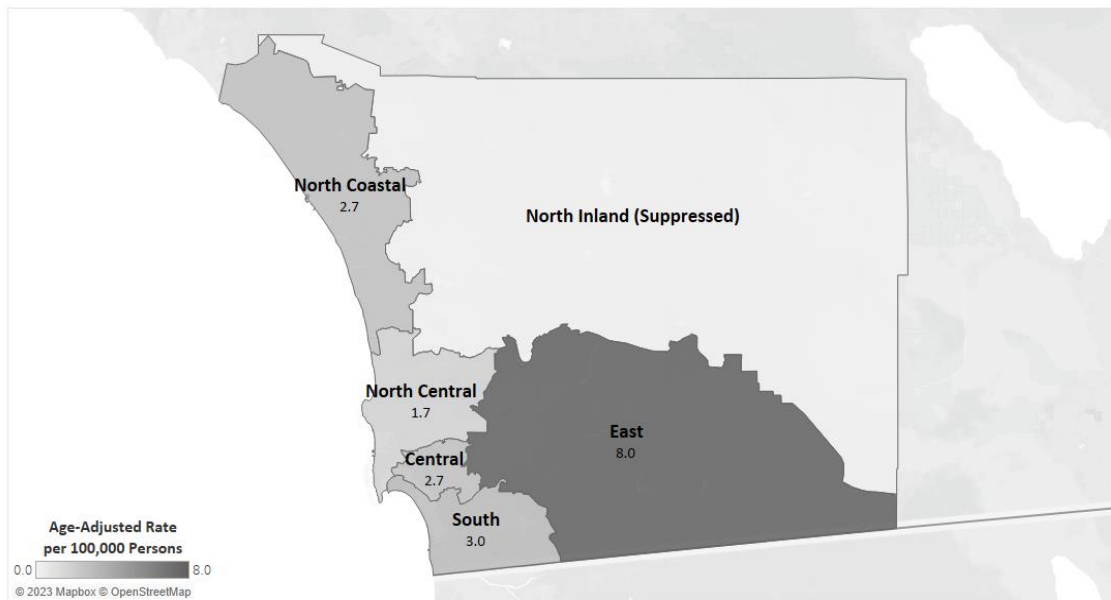 North Coastal
2.7
North Inland (Suppressed)
North Central
1.7
East
8.0
Central
2.7
South
3.0
Age-Adjusted Rate
per 100,000 Persons
0.0 8.0
© 2023 Mapbox © OpenStreetMap